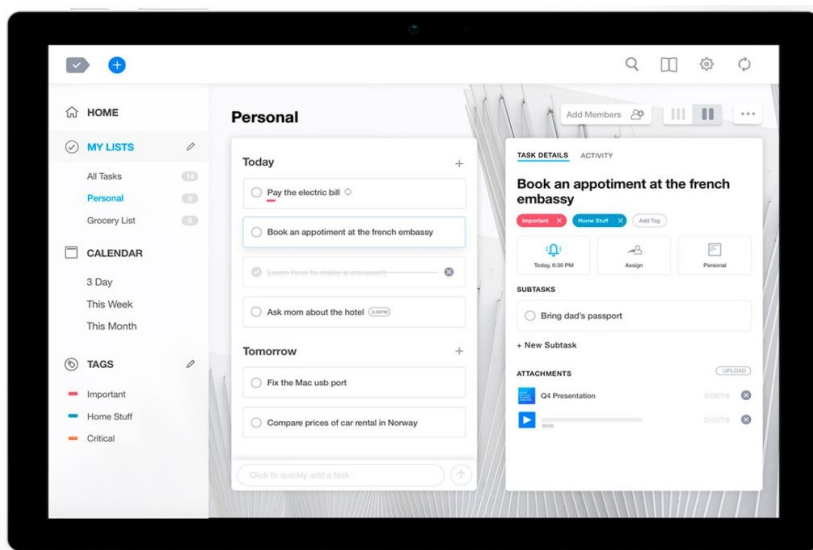 HOME
MY LISTS
All Tasks
14
Personal
Grocery List
CALENDAR
3 Day
This Week
This Month
TAGS
Important
Home Stuff
Critical
Personal
Add Members
Today
Pay the electric bill
Book an appotiment at the french embassy
Learn how to make a croissant
Ask mom about the hotel
Tomorrow
Fix the Mac usb port
Compare prices of car rental in Norway
Click to quickly add a task
TASK DETAILS ACTIVITY
Book an appotiment at the french
embassy
Important X Home Stuff X Add Tag
Today, 6:30 PM Assign Personal
SUBTASKS
Bring dad's passport
+ New Subtask
ATTACHMENTS UPLOAD
Q4 Presentation